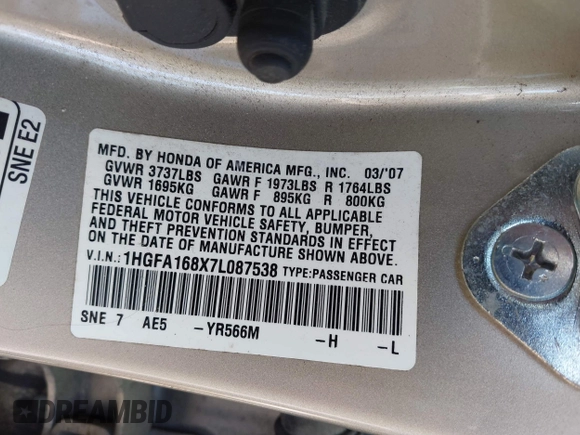 SNE E2
MFD. BY HONDA OF AMERICA MFG., INC. 03/'07
GVWR 3737LBS GAWR F 1973LBS R 1764LBS
GVWR 1695KG GAWR F 895KG R 800KG
THIS VEHICLE CONFORMS TO ALL APPLICABLE
FEDERAL MOTOR VEHICLE SAFETY, BUMPER,
AND THEFT PREVENTION STANDARDS IN EFFECT
ON THE DATE OF MANUFACTURE SHOWN ABOVE.
V.I.N.: 1HGFA168X7L087538 TYPE:PASSENGER CAR
SNE 7 AE5 -YR566M -H -L
DREAMBID